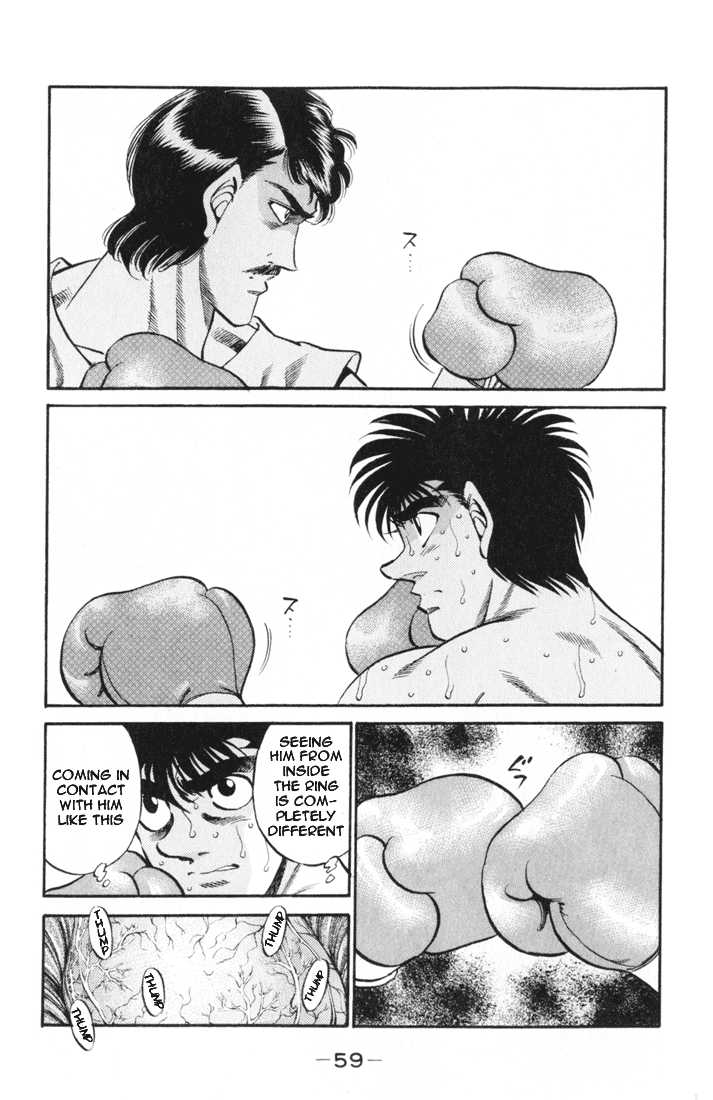 ス…
ス…
SEEING
HIM FROM
INSIDE
THE RING
IS COM-
PLETELY
DIFFERENT
COMING IN
CONTACT
WITH HIM
LIKE THIS
グッ
THUMP
THUMP
THUMP
THUMP
THUMP
-59-